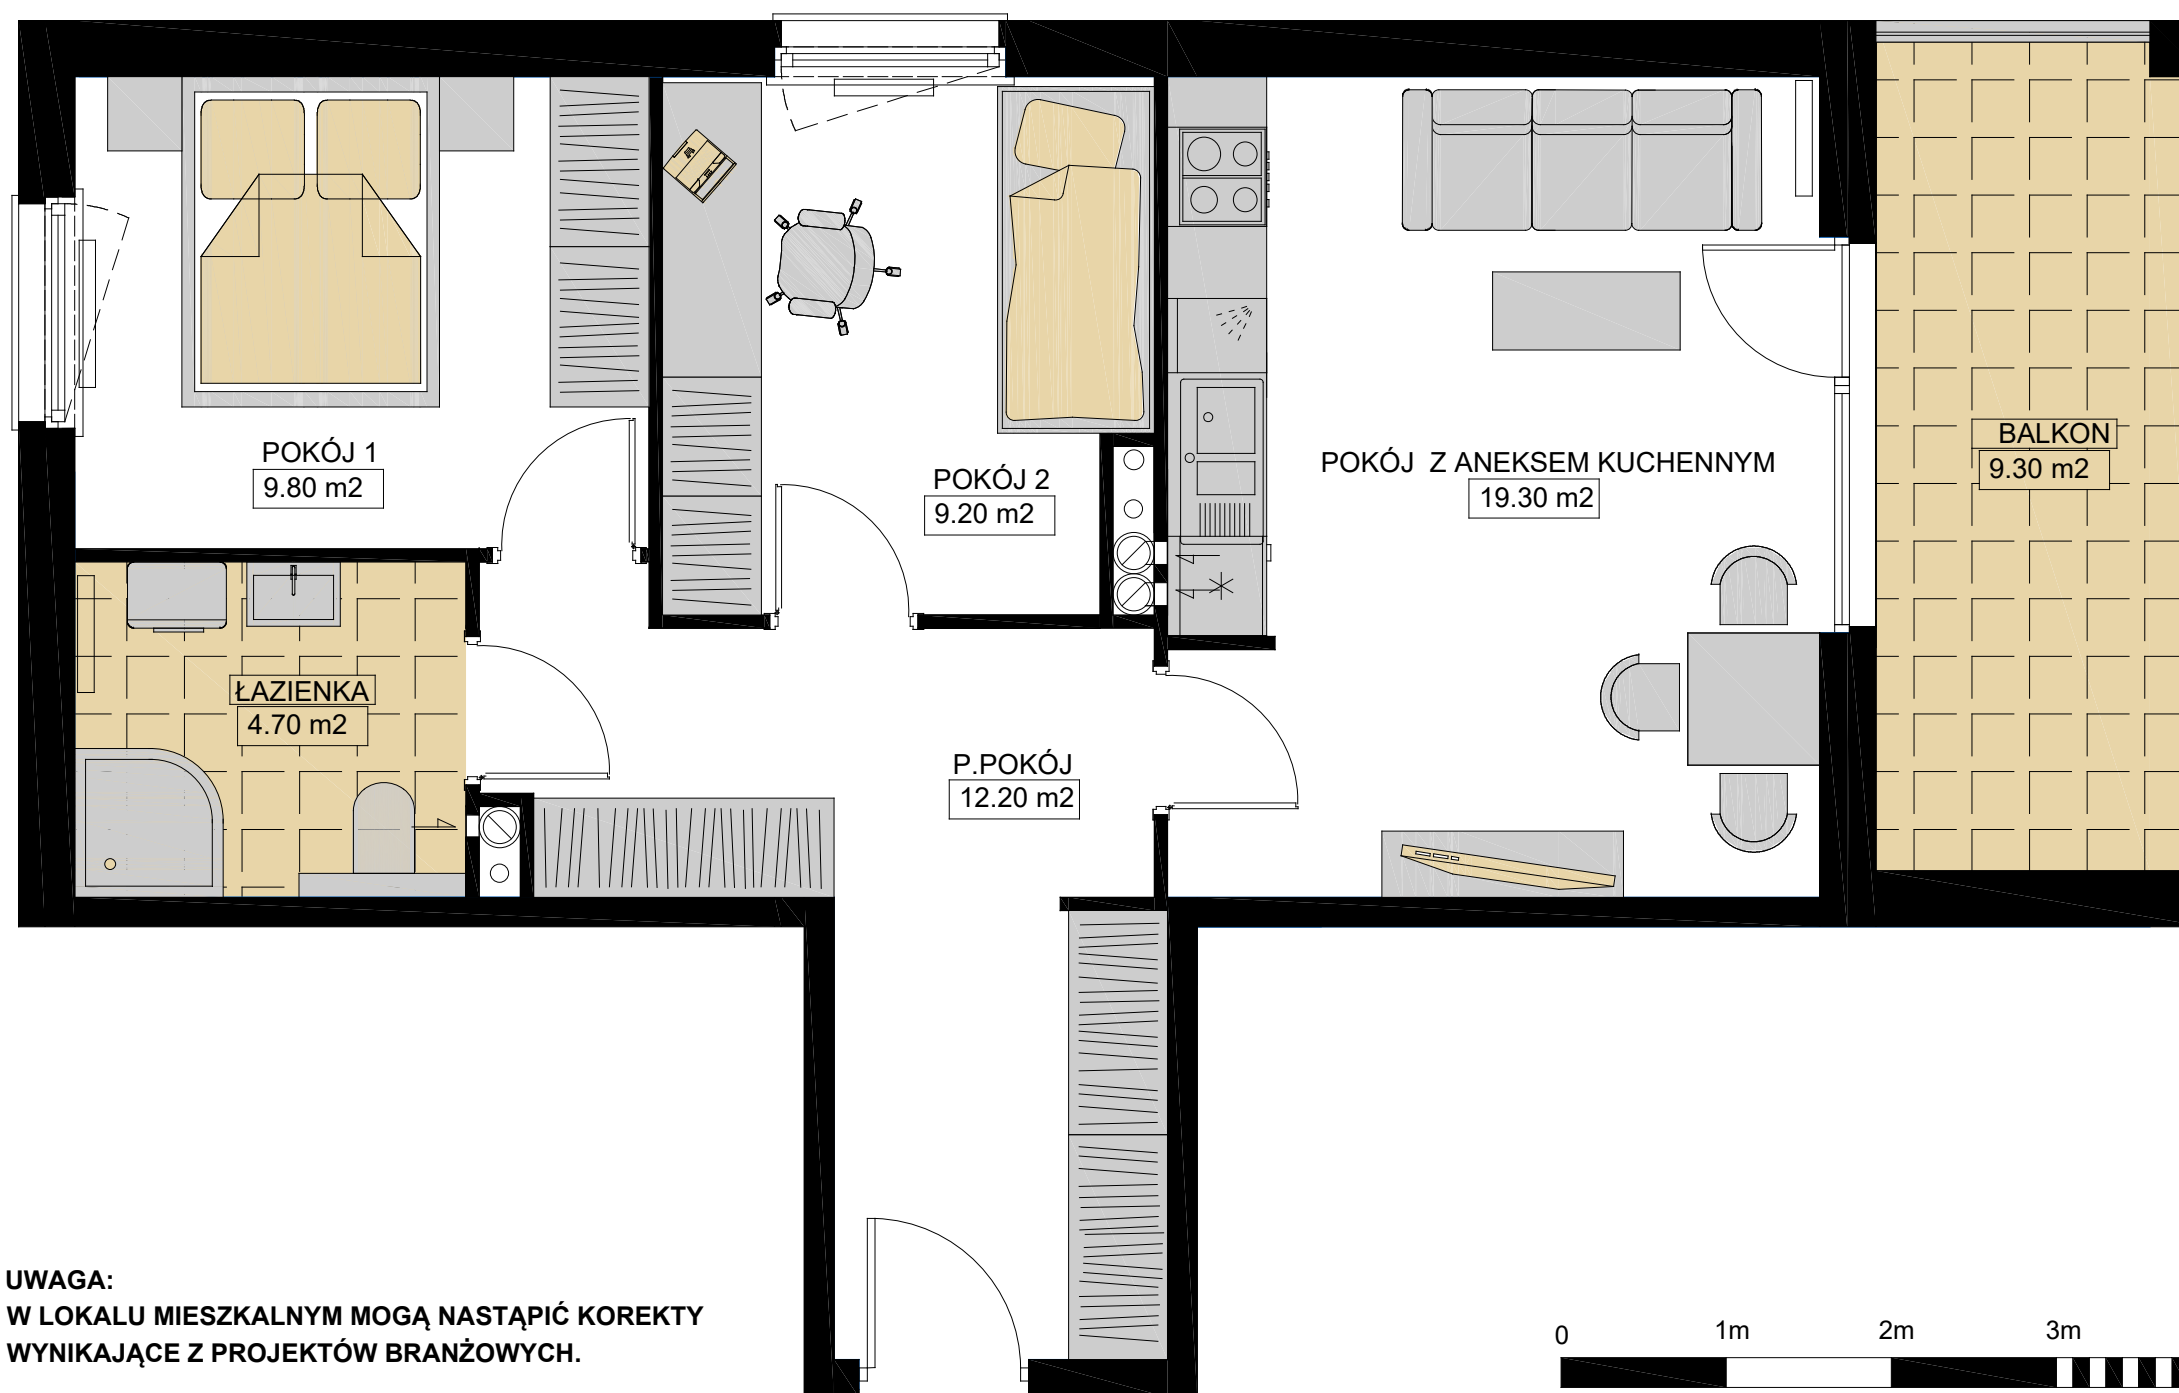 POKÓJ 1
9.80 m2
POKÓJ 2
9.20 m2
POKÓJ Z ANEKSEM KUCHENNYM
19.30 m2
BALKON
9.30 m2
ŁAZIENKA
4.70 m2
P.POKÓJ
12.20 m2
UWAGA:
W LOKALU MIESZKALNYM MOGĄ NASTĄPIĆ KOREKTY
WYNIKAJĄCE Z PROJEKTÓW BRANŻOWYCH.
0 1m 2m 3m